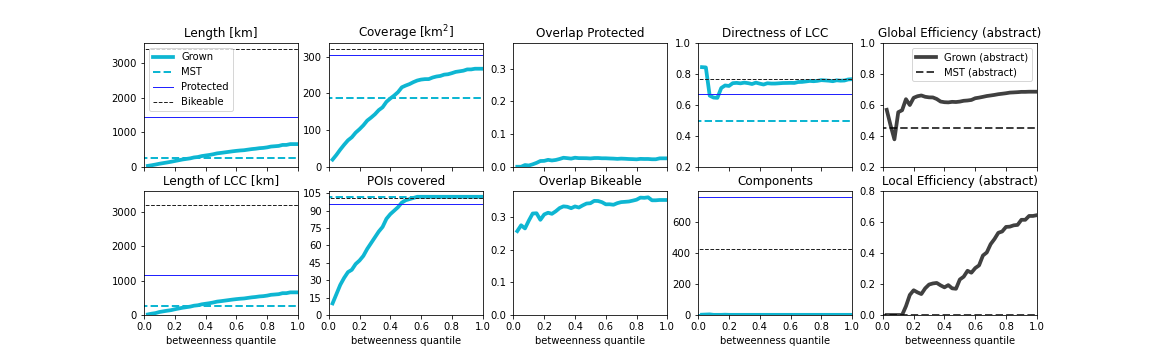 Length [km]
Coverage [km²]
Overlap Protected
Directness of LCC
Global Efficiency (abstract)
3000
2000
1000
0
Grown
MST
Protected
Bikeable
300
200
100
0
0.3
0.2
0.1
0.0
1.0
0.8
0.6
0.4
0.2
1.0
0.8
0.6
0.4
0.2
Grown (abstract)
MST (abstract)
Length of LCC [km]
POIs covered
Overlap Bikeable
Components
Local Efficiency (abstract)
3000
2000
1000
0
105
90
75
60
45
30
15
0.3
0.2
0.1
0.0
600
400
200
0
0.8
0.6
0.4
0.2
0.0
0.0 0.2 0.4 0.6 0.8 1.0
0.0 0.2 0.4 0.6 0.8 1.0
0.0 0.2 0.4 0.6 0.8 1.0
0.0 0.2 0.4 0.6 0.8 1.0
0.0 0.2 0.4 0.6 0.8 1.0
betweenness quantile
betweenness quantile
betweenness quantile
betweenness quantile
betweenness quantile